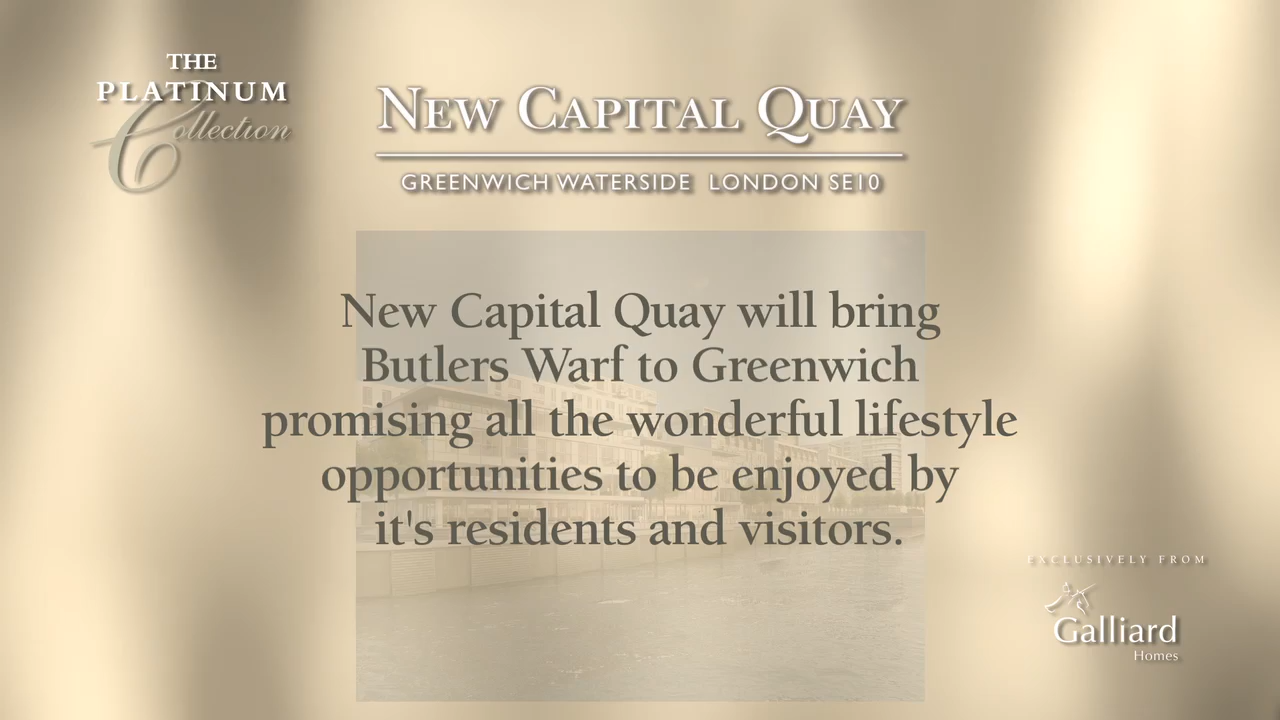 THE
PLATINUM
Collection
NEW CAPITAL QUAY
GREENWICH WATERSIDE LONDON SE10
New Capital Quay will bring
Butlers Warf to Greenwich
promising all the wonderful lifestyle
opportunities to be enjoyed by
it's residents and visitors.
EXCLUSIVELY FROM
Galliard
Homes